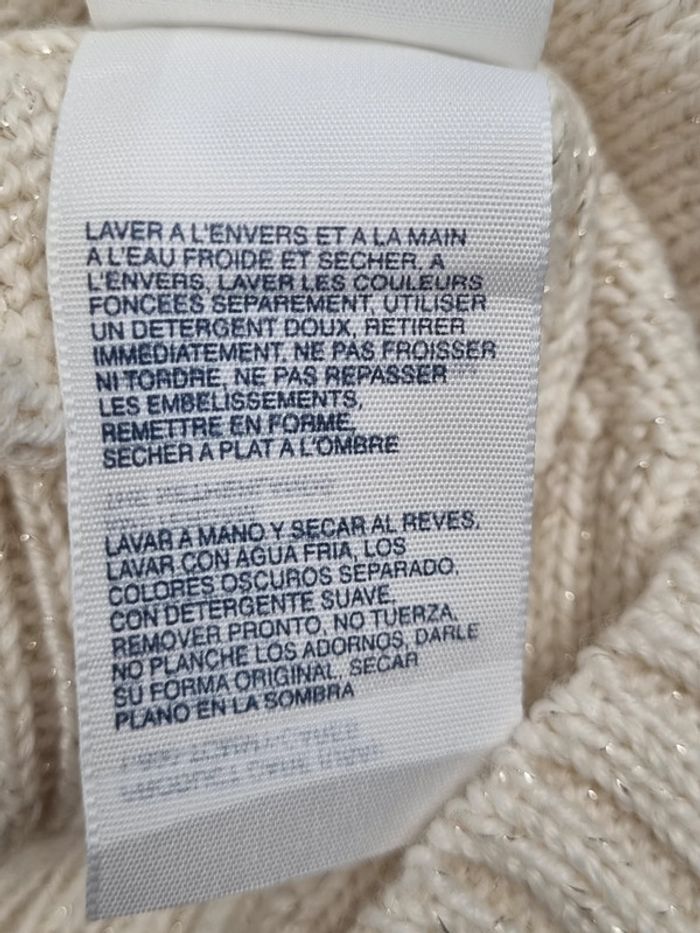 LAVER A L'ENVERS ET A LA MAIN
A L'EAU FROIDE ET SECHER, A
L'ENVERS, LAVER LES COULEURS
FONCEES SEPAREMENT, UTILISER
UN DETERGENT DOUX, RETIRER
IMMEDIATEMENT, NE PAS FROISSER
NI TORDRE, NE PAS REPASSER
LES EMBELISSEMENTS,
REMETTRE EN FORME,
SECHER A PLAT A L'OMBRE
LAVAR A MANO Y SECAR AL REVES,
LAVAR CON AGUA FRIA, LOS
COLORES OSCUROS SEPARADO,
CON DETERGENTE SUAVE,
REMOVER PRONTO, NO TUERZA,
NO PLANCHE LOS ADORNOS, DARLE
SU FORMA ORIGINAL, SECAR
PLANO EN LA SOMBRA